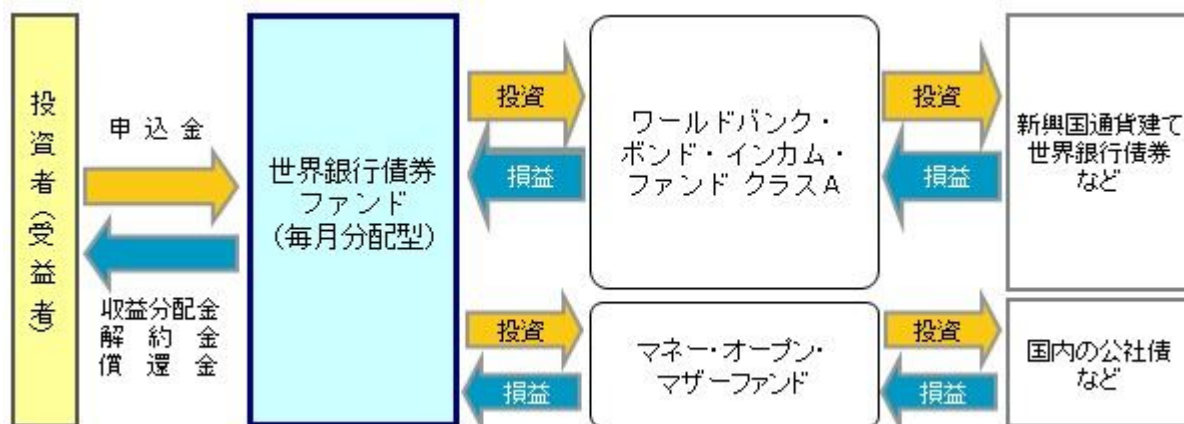 投資者(受益者)
申込金
収益分配金
解約金
償還金
世界銀行債券
ファンド
(毎月分配型)
投資
損益
ワールドバンク・
ボンド・インカム・
ファンド クラスA
投資
損益
新興国通貨建て
世界銀行債券
など
投資
損益
マネー・オープン・
マザーファンド
投資
損益
国内の公社債
など